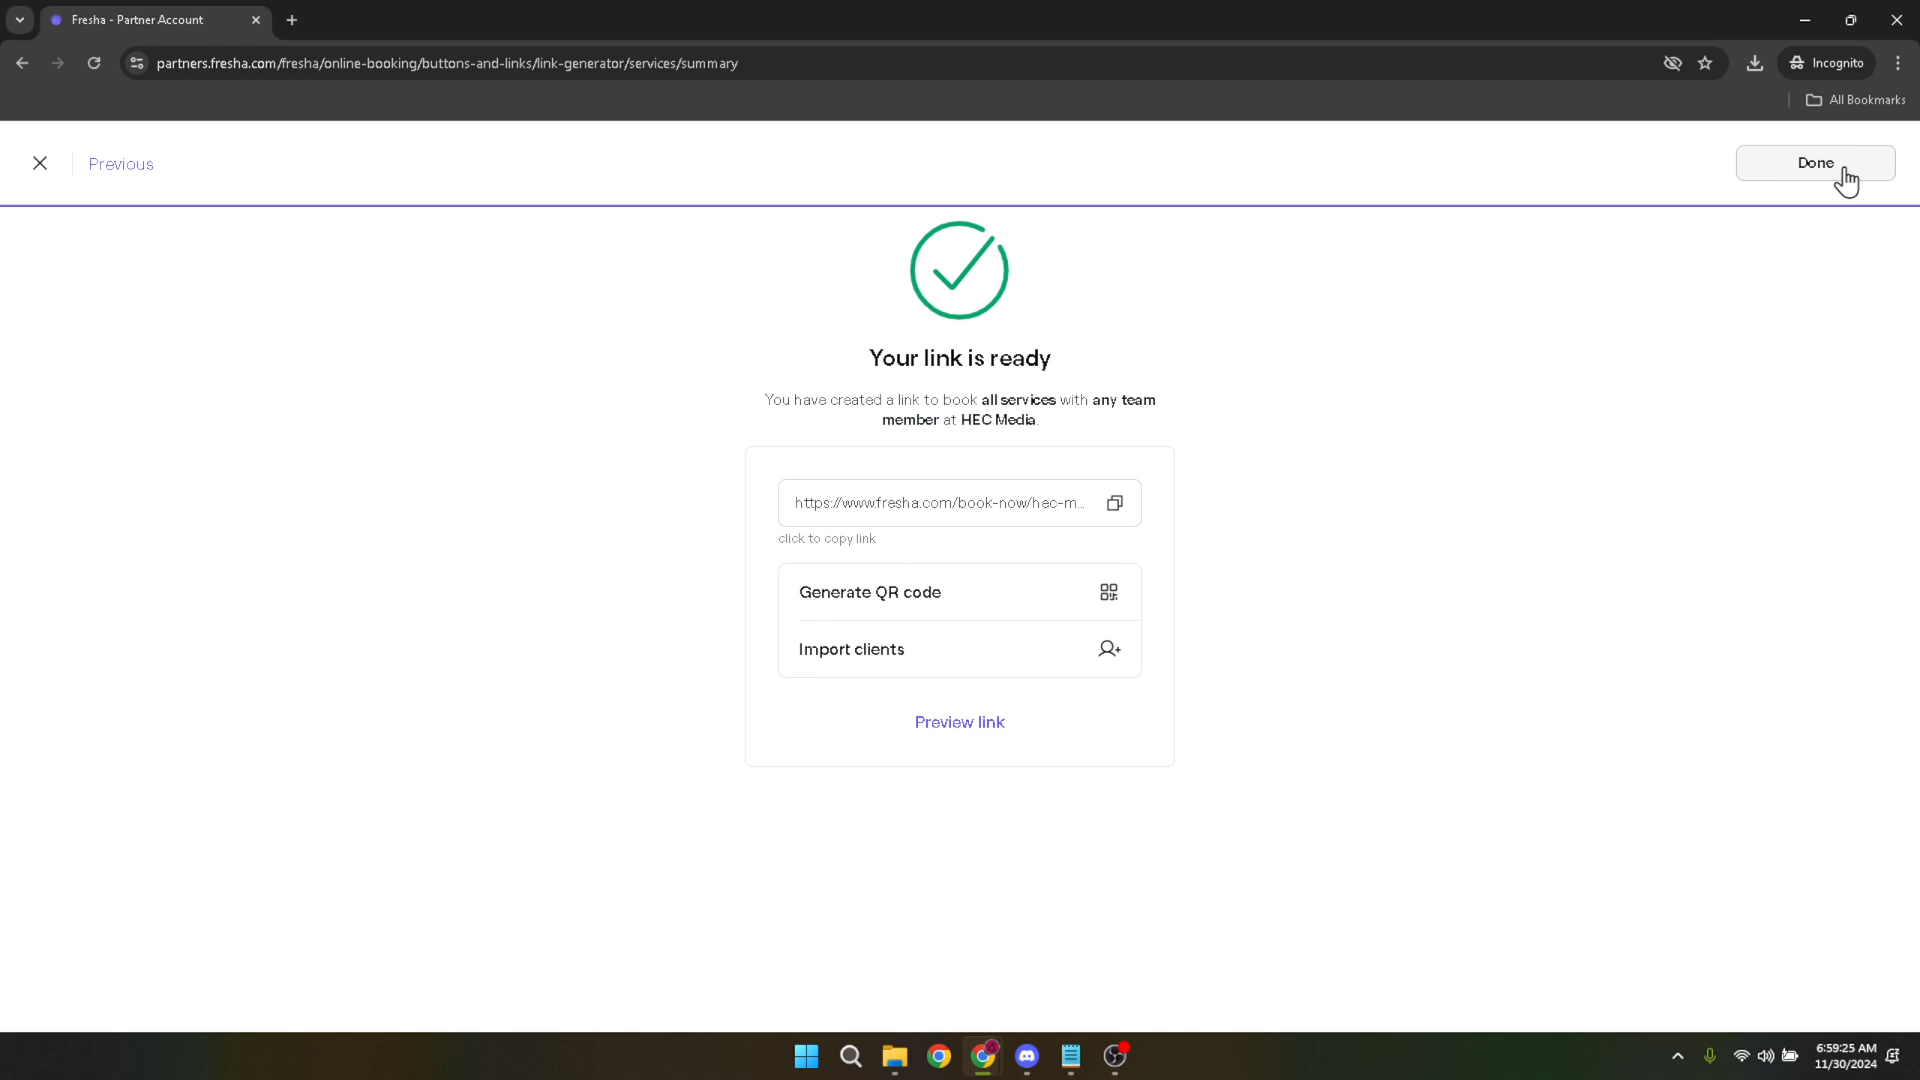 Fresha - Partner Account
partners.fresha.com/fresha/online-booking/buttons-and-links/link-generator/services/summary
Incognito
All Bookmarks
Previous
Done
Your link is ready
You have created a link to book all services with any team
member at HEC Media.
https://www.fresha.com/book-now/hec-m...
click to copy link
Generate QR code
Import clients
Preview link
6:59:25 AM
11/30/2024